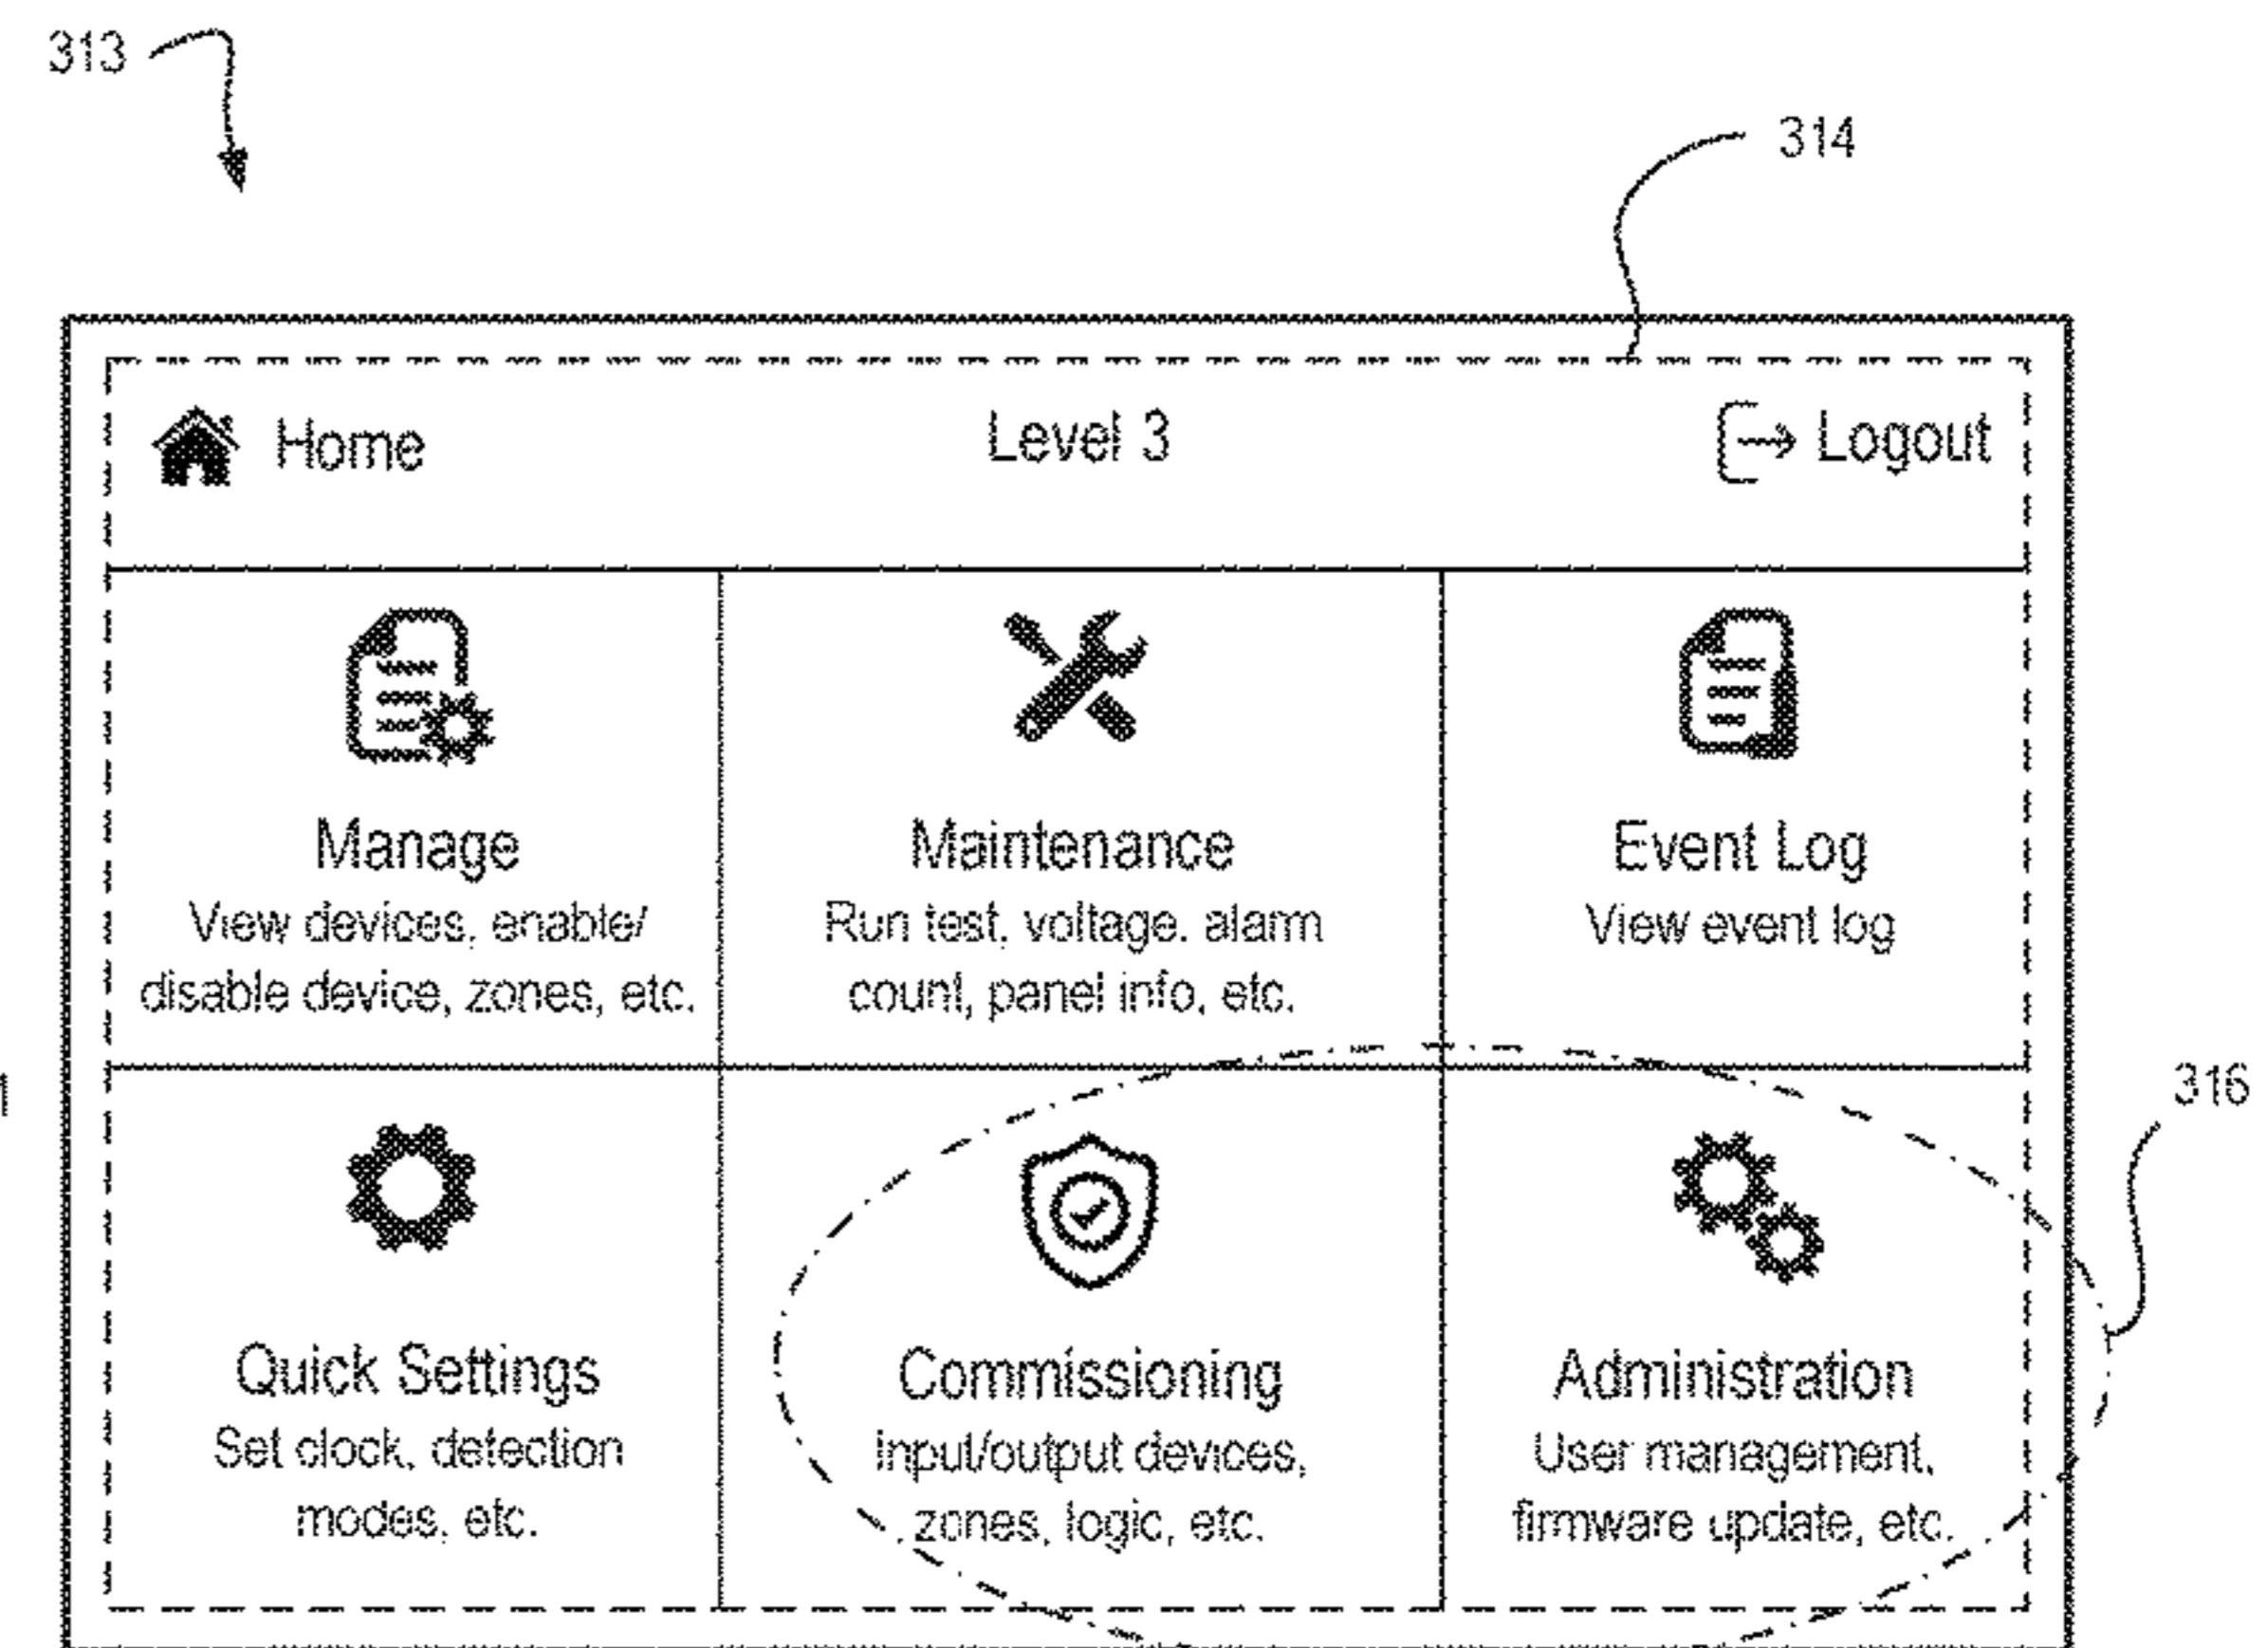 313
314
Home
Level 3
Logout
Manage
View devices, enable/
disable device, zones, etc.
Maintenance
Run test, voltage. alarm
count, panel info, etc.
Event Log
View event log
316
Quick Settings
Set clock, detection
modes, etc.
Commissioning
Input/output devices,
zones, logic, etc.
Administration
User management,
firmware update, etc.